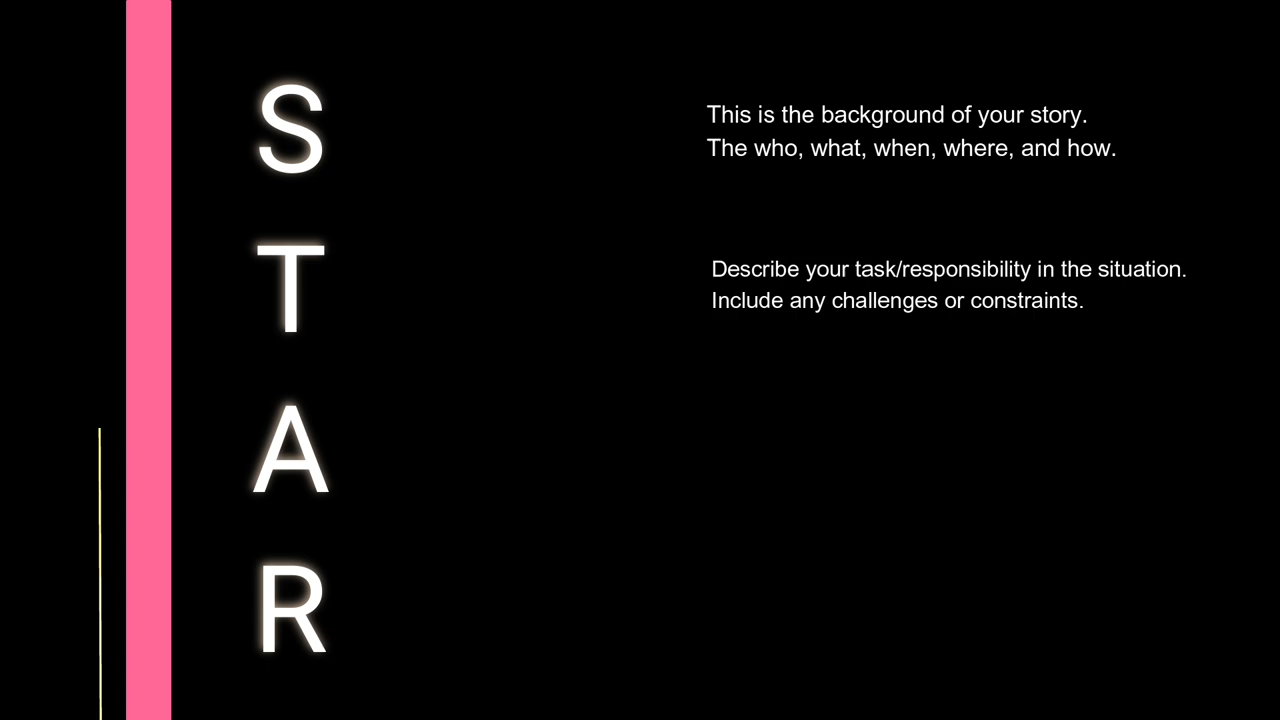 S
This is the background of your story.
The who, what, when, where, and how.
T
Describe your task/responsibility in the situation.
Include any challenges or constraints.
A
R